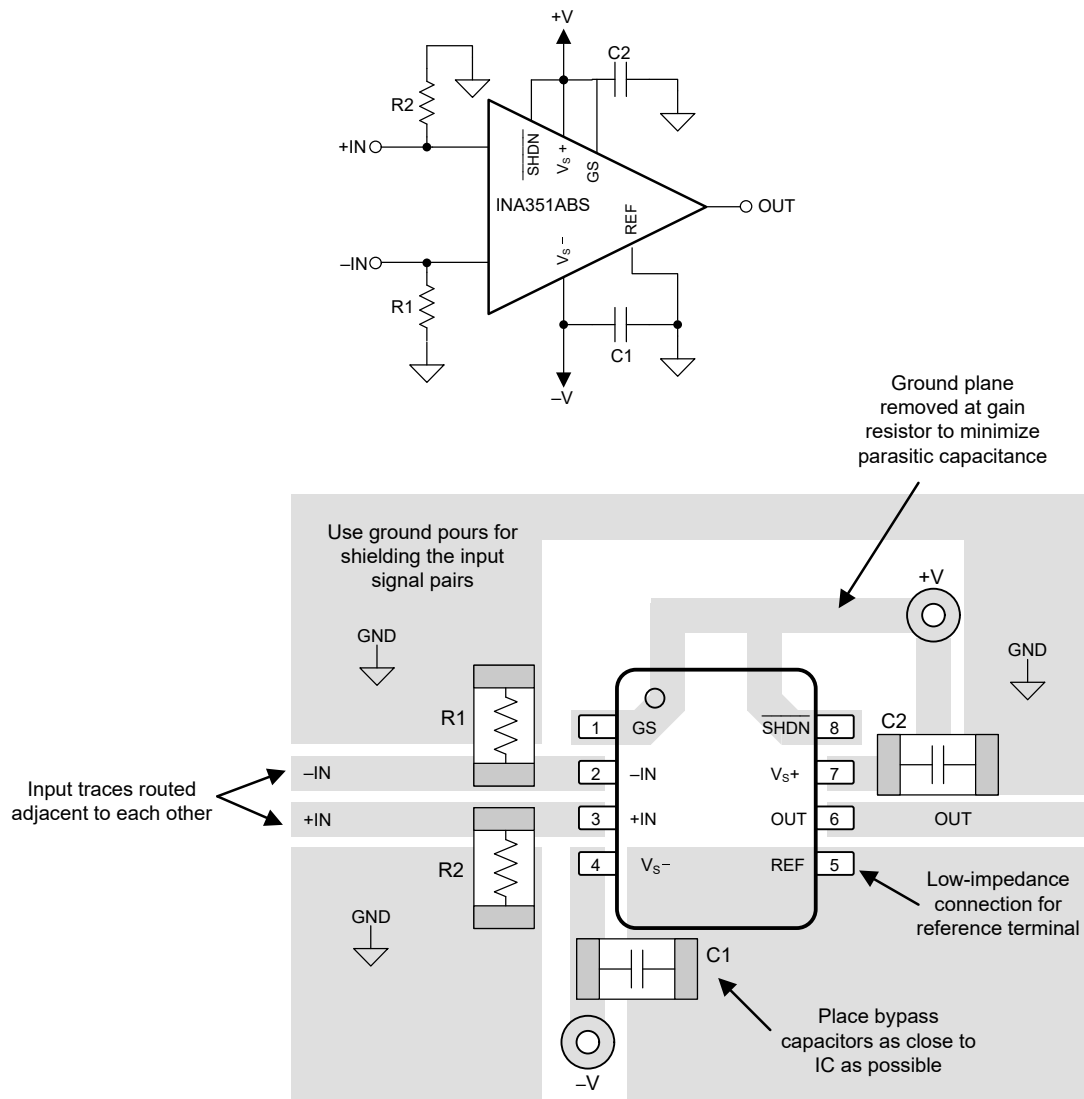 +V
C2
R2
+IN
SHDN
VS +
GS
INA351ABS
OUT
REF
VS –
–IN
R1
C1
–V
Ground plane
removed at gain
resistor to minimize
parasitic capacitance
Use ground pours for
shielding the input
signal pairs
+V
GND
GND
R1
C2
1
GS
SHDN
8
Input traces routed
adjacent to each other
–IN
2
–IN
VS+
7
+IN
3
+IN
OUT
6
OUT
R2
4
VS–
REF
5
Low-impedance
connection for
reference terminal
GND
C1
Place bypass
capacitors as close to
IC as possible
–V